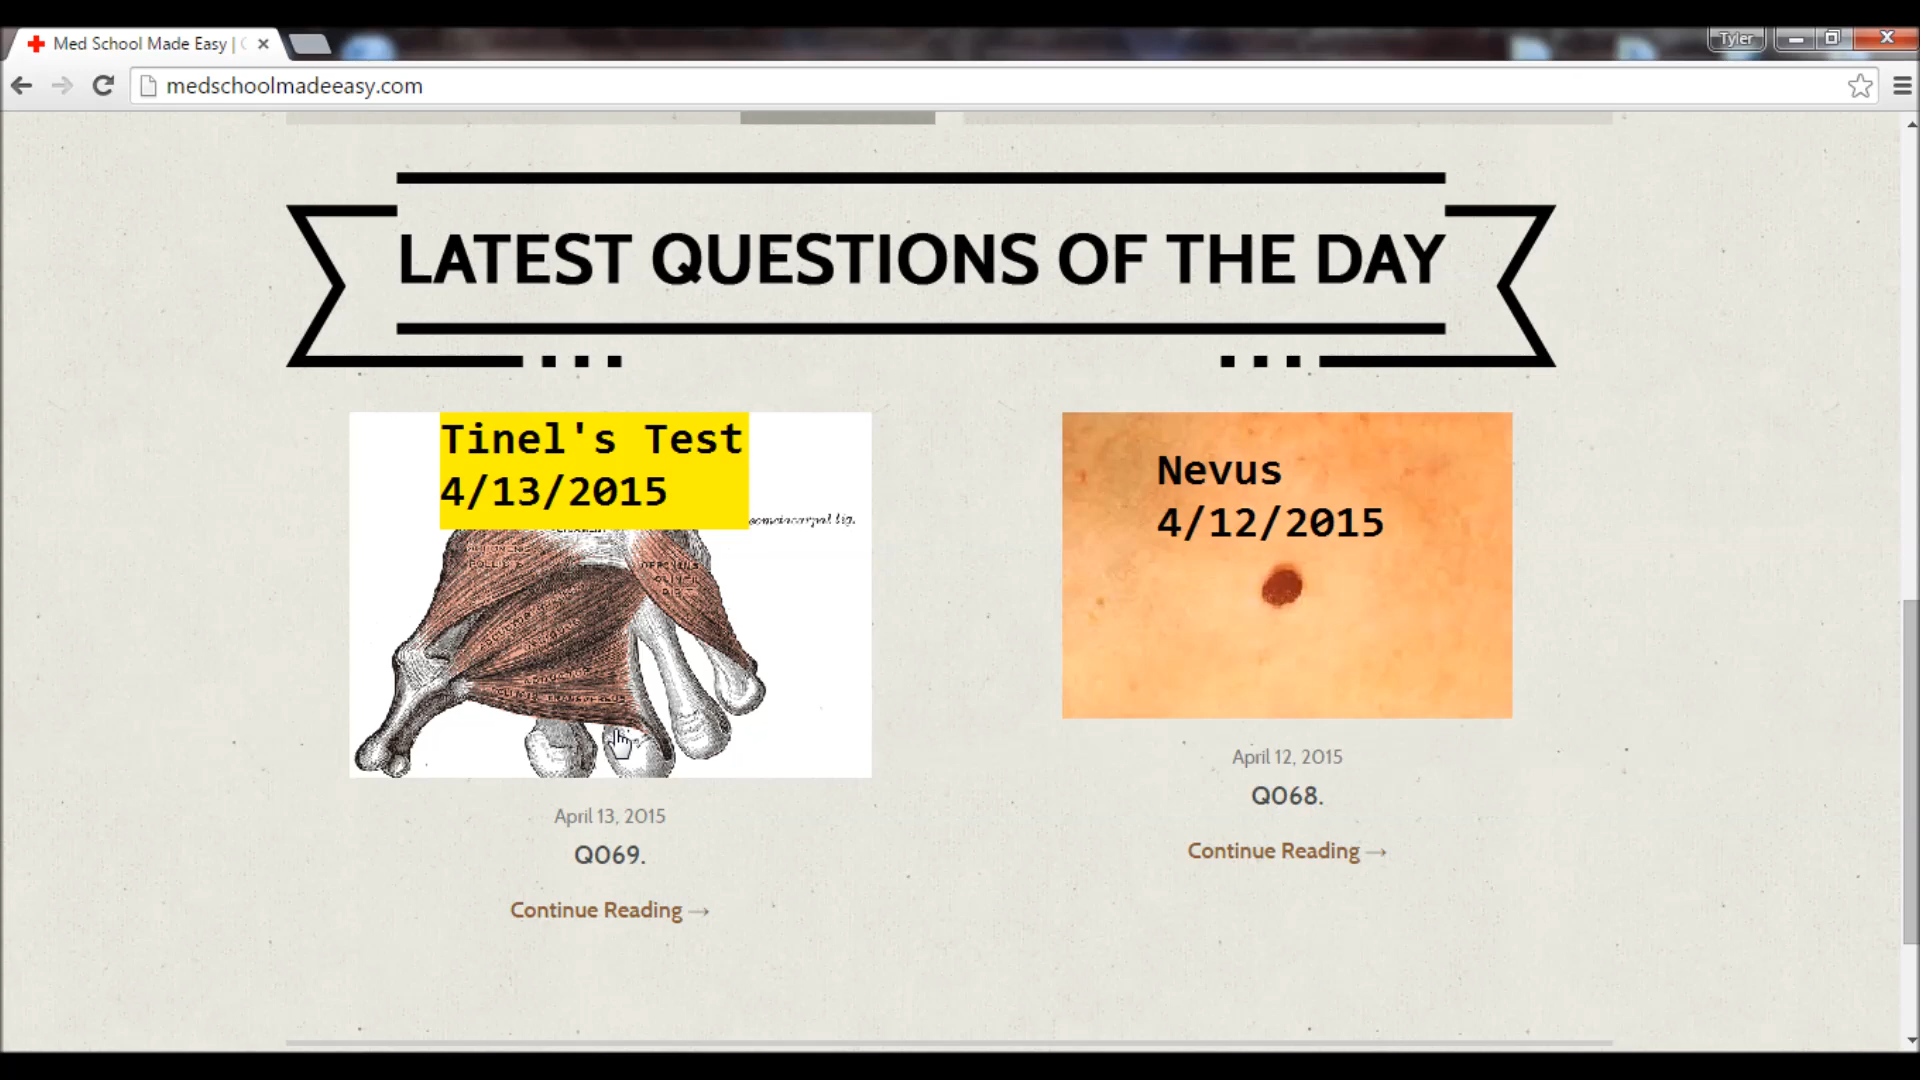 Med School Made Easy |
Tyler
medschoolmadeeasy.com
LATEST QUESTIONS OF THE DAY
Tinel's Test
4/13/2015
Nevus
4/12/2015
April 13, 2015
Q069.
Continue Reading →
April 12, 2015
Q068.
Continue Reading →